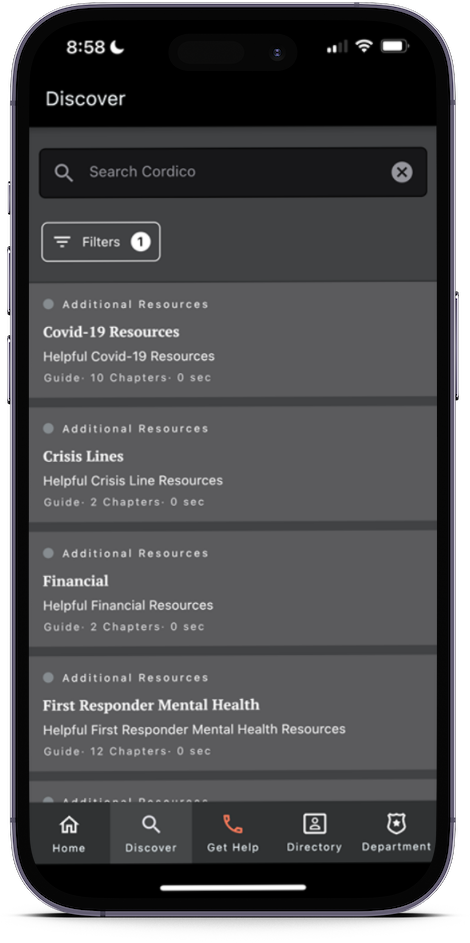 8:58
Discover
Search Cordico
Filters 1
Additional Resources
Covid-19 Resources
Helpful Covid-19 Resources
Guide· 10 Chapters· 0 sec
Additional Resources
Crisis Lines
Helpful Crisis Line Resources
Guide· 2 Chapters· 0 sec
Additional Resources
Financial
Helpful Financial Resources
Guide· 2 Chapters· 0 sec
Additional Resources
First Responder Mental Health
Helpful First Responder Mental Health Resources
Guide· 12 Chapters· 0 sec
Additional Resources
Home Discover Get Help Directory Department